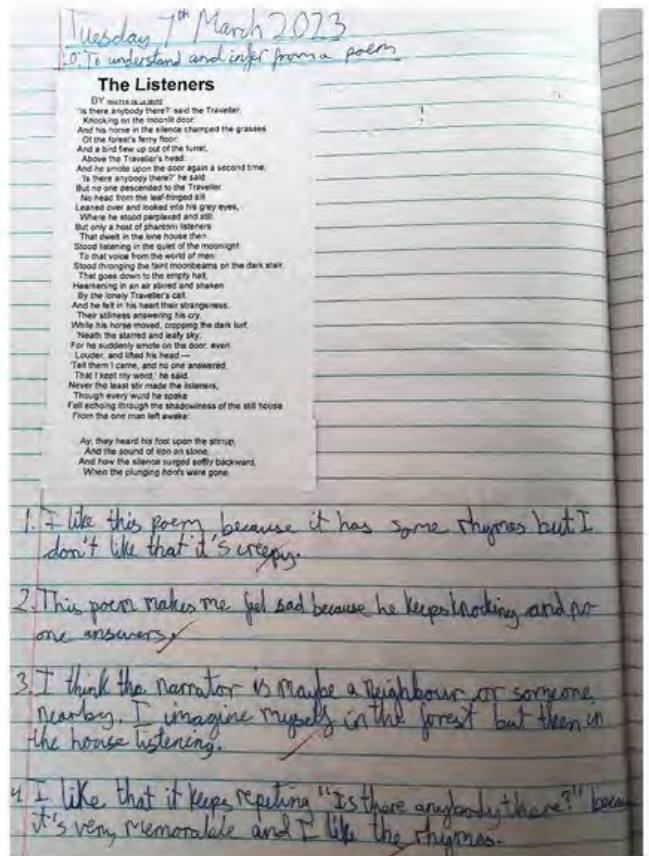 Tuesday 7th March 2023
L.O: To understand and infer from a poem
The Listeners
BY WALTER DE LA MARE
'Is there anybody there?' said the Traveller,
Knocking on the moonlit door;
And his horse in the silence champed the grasses
Of the forest's ferny floor:
And a bird flew up out of the turret,
Above the Traveller's head:
And he smote upon the door again a second time;
'Is there anybody there?' he said.
But no one descended to the Traveller;
No head from the leaf-fringed sill
Leaned over and looked into his grey eyes,
Where he stood perplexed and still.
But only a host of phantom listeners
That dwelt in the lone house then
Stood listening in the quiet of the moonlight
To that voice from the world of men:
Stood thronging the faint moonbeams on the dark stair,
That goes down to the empty hall,
Hearkening in an air stirred and shaken
By the lonely Traveller's call.
And he felt in his heart their strangeness,
Their stillness answering his cry,
While his horse moved, cropping the dark turf,
'Neath the starred and leafy sky;
For he suddenly smote on the door, even
Louder, and lifted his head:—
'Tell them I came, and no one answered,
That I kept my word,' he said.
Never the least stir made the listeners,
Though every word he spake
Fell echoing through the shadowiness of the still house
From the one man left awake:
Ay, they heard his foot upon the stirrup,
And the sound of iron on stone,
And how the silence surged softly backward,
When the plunging hoofs were gone.
1. I like this poem because it has some rhymes but I
don't like that it's creepy.
2. This poem makes me feel sad because he keeps knocking and no
one answers.
3. I think the narrator is maybe a neighbour or someone
nearby. I imagine myself in the forest but then in
the house listening.
4 I like that it keeps repiting "Is there anybody there?"
it's very memorable and I like the rhymes.